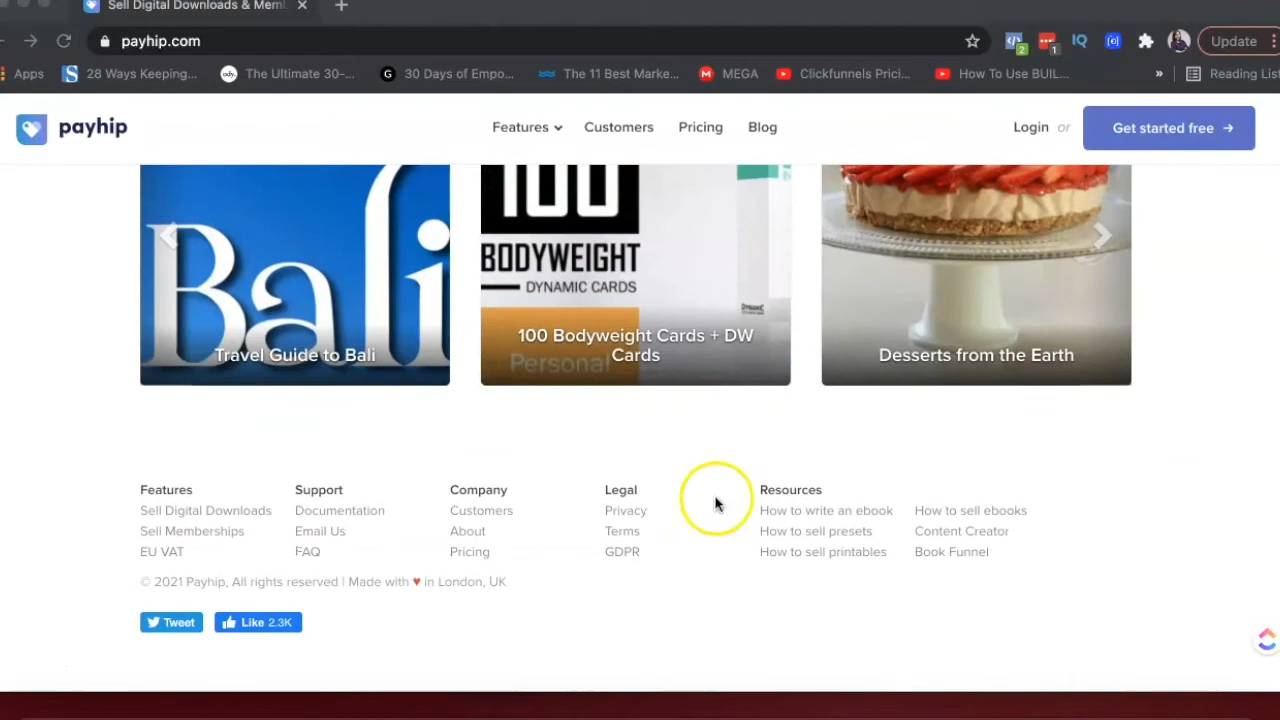 Sell Digital Downloads & Meml
payhip.com
2
1
IQ
Update
Apps
28 Ways Keeping...
ody.
The Ultimate 30-...
G
30 Days of Empo...
The 11 Best Marke...
M
MEGA
Clickfunnels Prici...
How To Use BUIL...
»
Reading List
payhip
Features
Customers
Pricing
Blog
Login or
Get started free →
Bali
Travel Guide to Bali
100
BODYWEIGHT
DYNAMIC CARDS
Personal
100 Bodyweight Cards + DW
Cards
Desserts from the Earth
Features
Sell Digital Downloads
Sell Memberships
EU VAT
Support
Documentation
Email Us
FAQ
Company
Customers
About
Pricing
Legal
Privacy
Terms
GDPR
Resources
How to write an ebook
How to sell presets
How to sell printables
How to sell ebooks
Content Creator
Book Funnel
© 2021 Payhip, All rights reserved | Made with ♥ in London, UK
Tweet
Like 2.3K